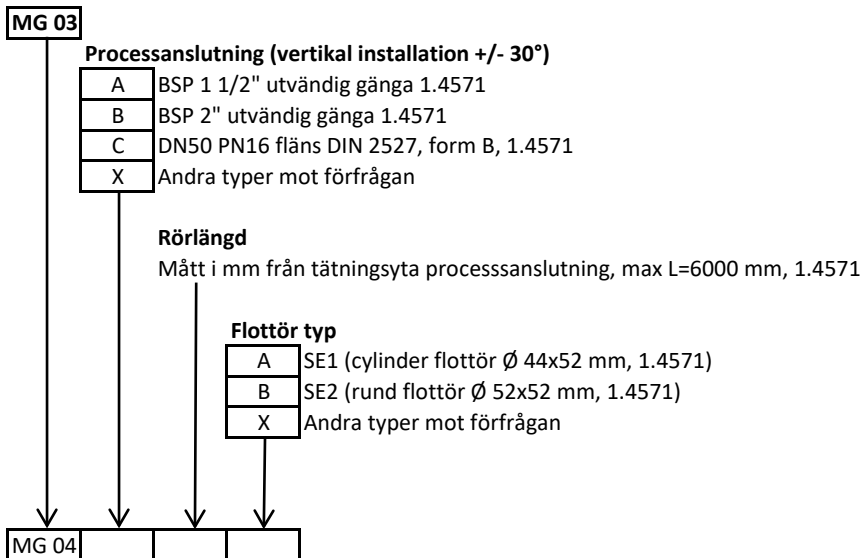 MG 03
Processanslutning (vertikal installation +/- 30°)
A BSP 1 1/2" utvändig gänga 1.4571
B BSP 2" utvändig gänga 1.4571
C DN50 PN16 fläns DIN 2527, form B, 1.4571
X Andra typer mot förfrågan
Rörlängd
Mått i mm från tätningsyta processsanslutning, max L=6000 mm, 1.4571
Flottör typ
A SE1 (cylinder flottör Ø 44x52 mm, 1.4571)
B SE2 (rund flottör Ø 52x52 mm, 1.4571)
X Andra typer mot förfrågan
MG 04